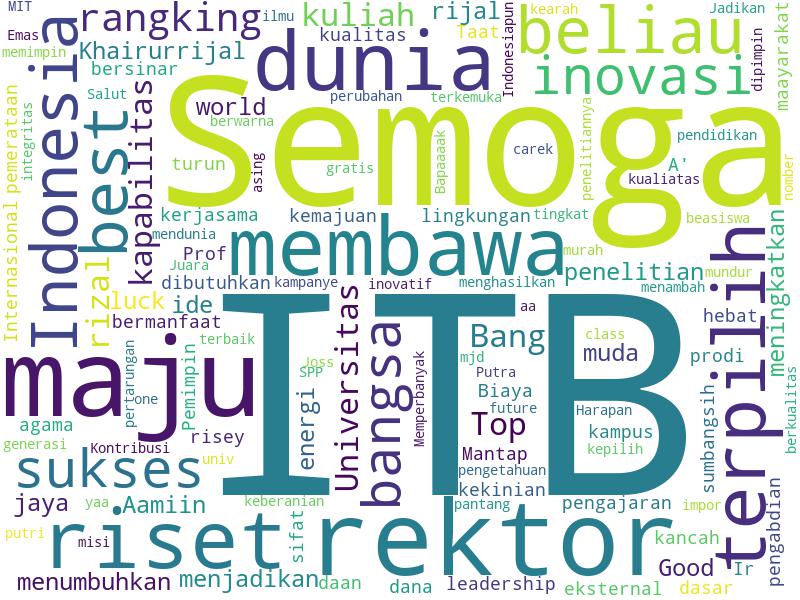 MIT
rangking
ilmu
kuliah
rijal
kearah
Jadikan
Emas
memimpin
Khairurrijal
kualitas
Taat
Indonesiapun
beliau
dipimpin
maayarakat
bersinar
dunia
inovasi
Indonesia
Salut
kapabilitas
world
perubahan
terkemuka
berwarna
Semoga
penelitiannya
pendidikan
Internasional
pemerataan
integritas
best
turun
asing
gratis
Bapaaaak
carek
A'
kualiatas
nomber
kerjasama
kemajuan
lingkungan
tingkat
beasiswa
mendunia
Prof
membawa
murah
Juara
penelitian
mundur
rizal
luck
dibutuhkan
kampanye
inovatif
menghasilkan
menambah
meningkatkan
ide
bermanfaat
terbaik
ITB
aa
Bang
class
hebat
terpilih
maju
pertarungan
one
Pemimpin
Joss
SPP
Universitas
bangsa
Memperbanyak
mjd
Putra
muda
prodi
Biaya
future
Harapan
berkualitas
agama
risey
energi
Top
kampus
sumbangsih
generasi
Kontribusi
univ
Mantap
kepilih
sukses
pengetahuan
kekinian
jaya
yaa
Aamiin
keberanian
pantang
pengajaran
impor
pengabdian
putri
misi
riset
sifat
rektor
kancah
menumbuhkan
menjadikan
daan
dana
leadership
Good
Ir
eksternal
dasar